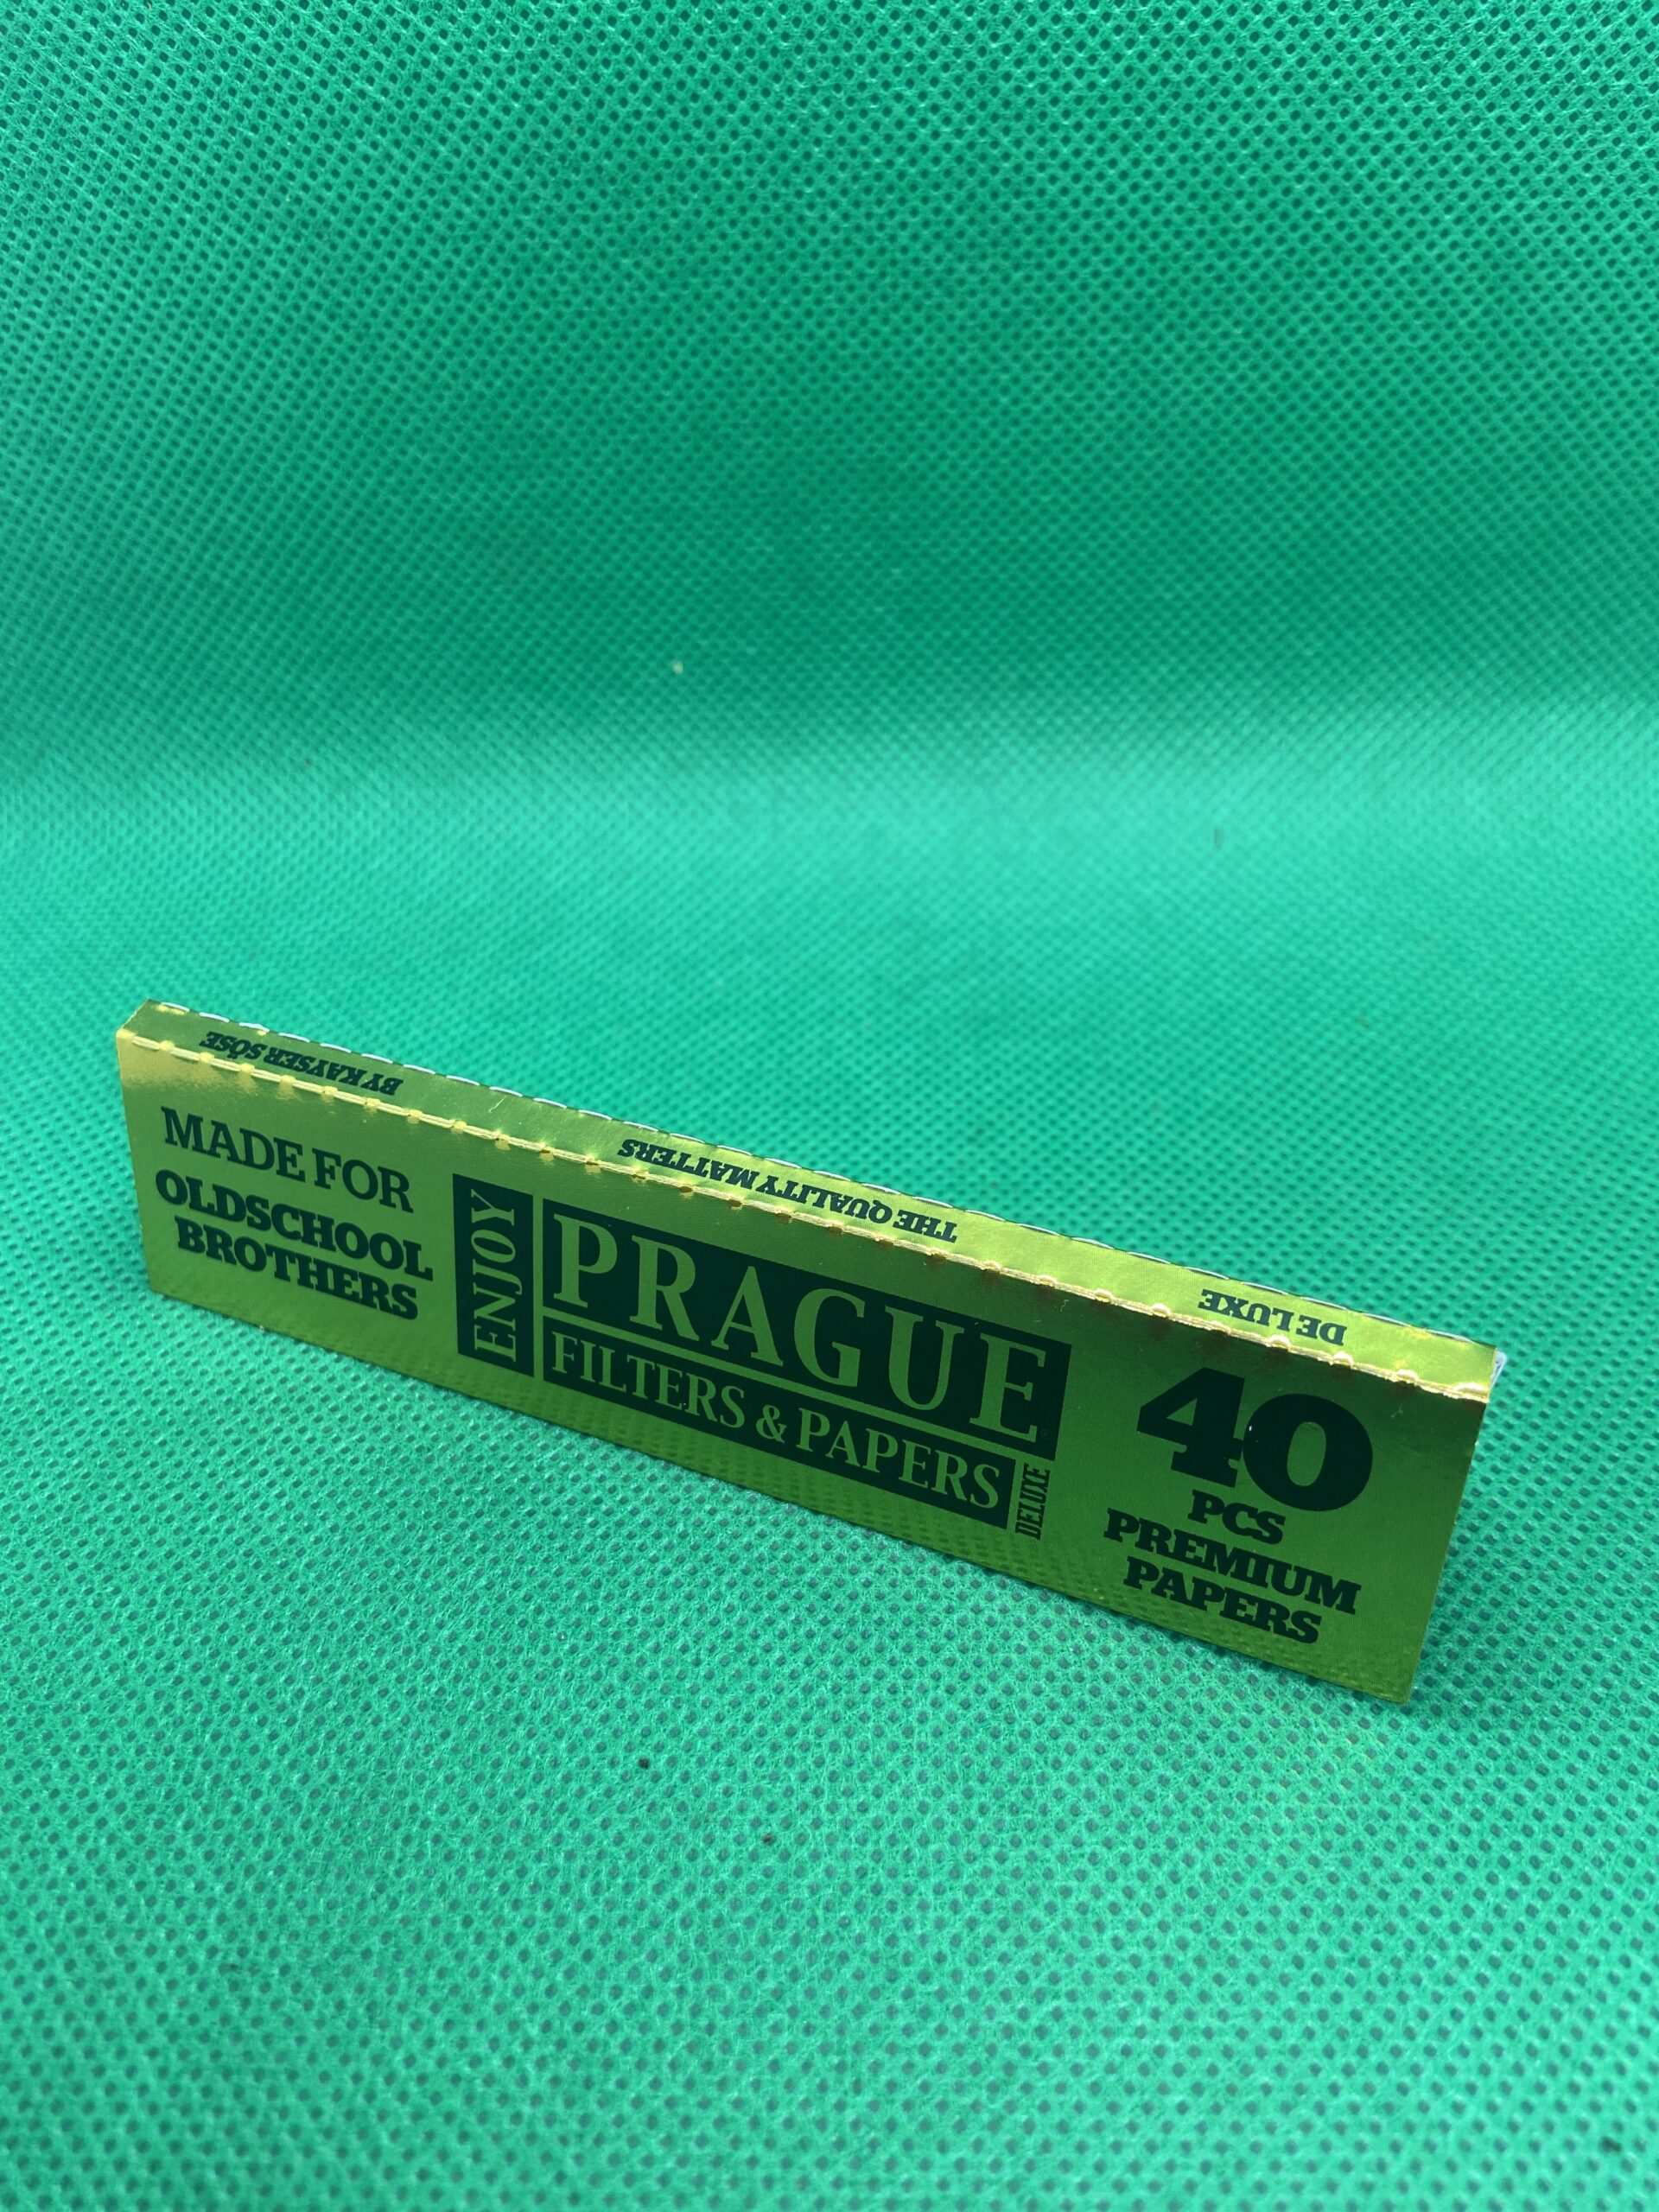 BY KAYSER SÖSE
THE QUALITY MATTERS
DE LUXE
MADE FOR
OLDSCHOOL
BROTHERS
ENJOY
PRAGUE
FILTERS & PAPERS
DELUXE
40
PCS
PREMIUM
PAPERS